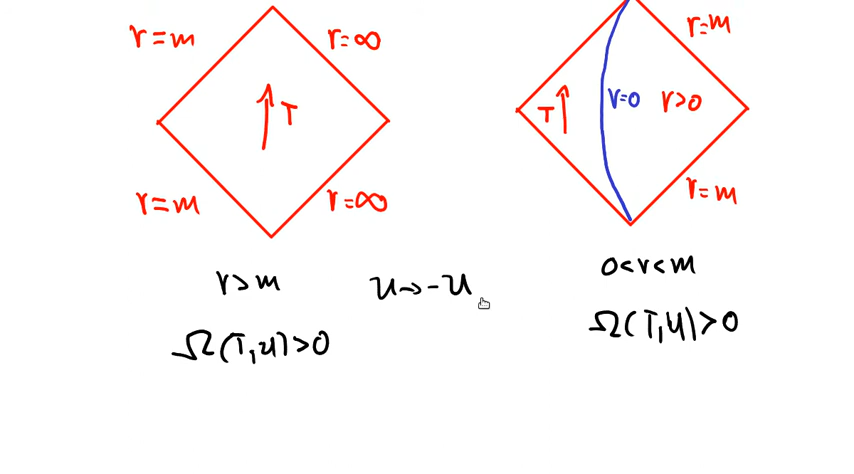 r=m
r=∞
T
r=m
r=∞
r>m
Ω(T,u)>0
u→-u
r=m
T
r=0
r>0
r=m
0<r<m
Ω(T,u)>0